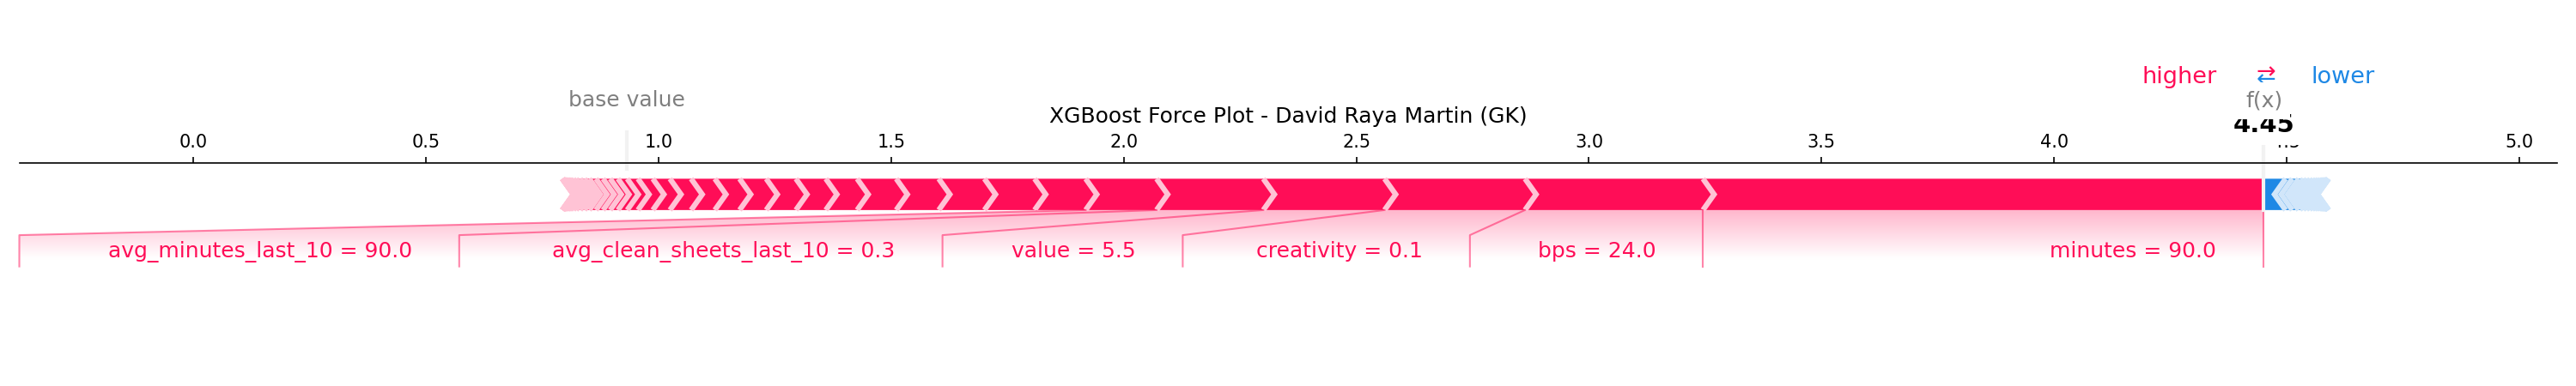 higher ⇄ lower
base value
f(x)
XGBoost Force Plot - David Raya Martin (GK)
4.45
0.0 0.5 1.0 1.5 2.0 2.5 3.0 3.5 4.0 5.0
avg_minutes_last_10 = 90.0 avg_clean_sheets_last_10 = 0.3 value = 5.5 creativity = 0.1 bps = 24.0 minutes = 90.0